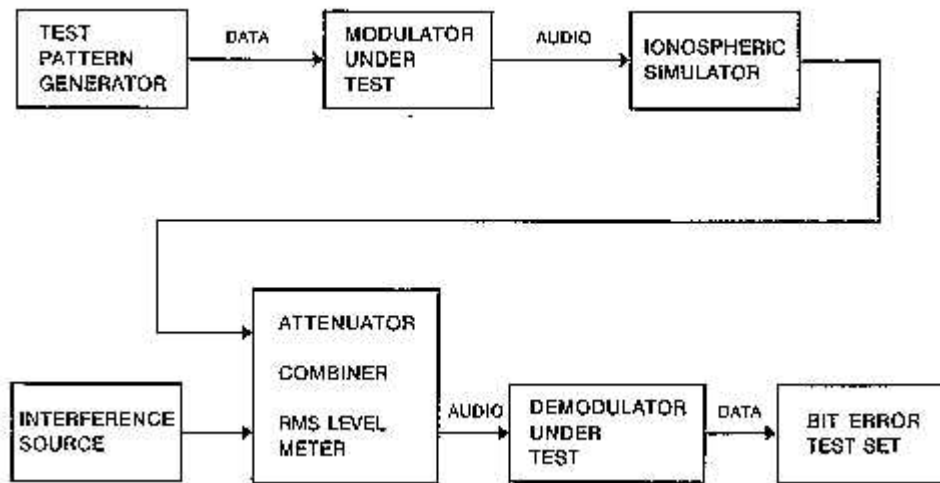 TEST
PATTERN
GENERATOR
DATA
MODULATOR
UNDER
TEST
AUDIO
IONOSPHERIC
SIMULATOR
ATTENUATOR
COMBINER
RMS LEVEL
METER
INTERFERENCE
SOURCE
AUDIO
DEMODULATOR
UNDER
TEST
DATA
BIT ERROR
TEST SET